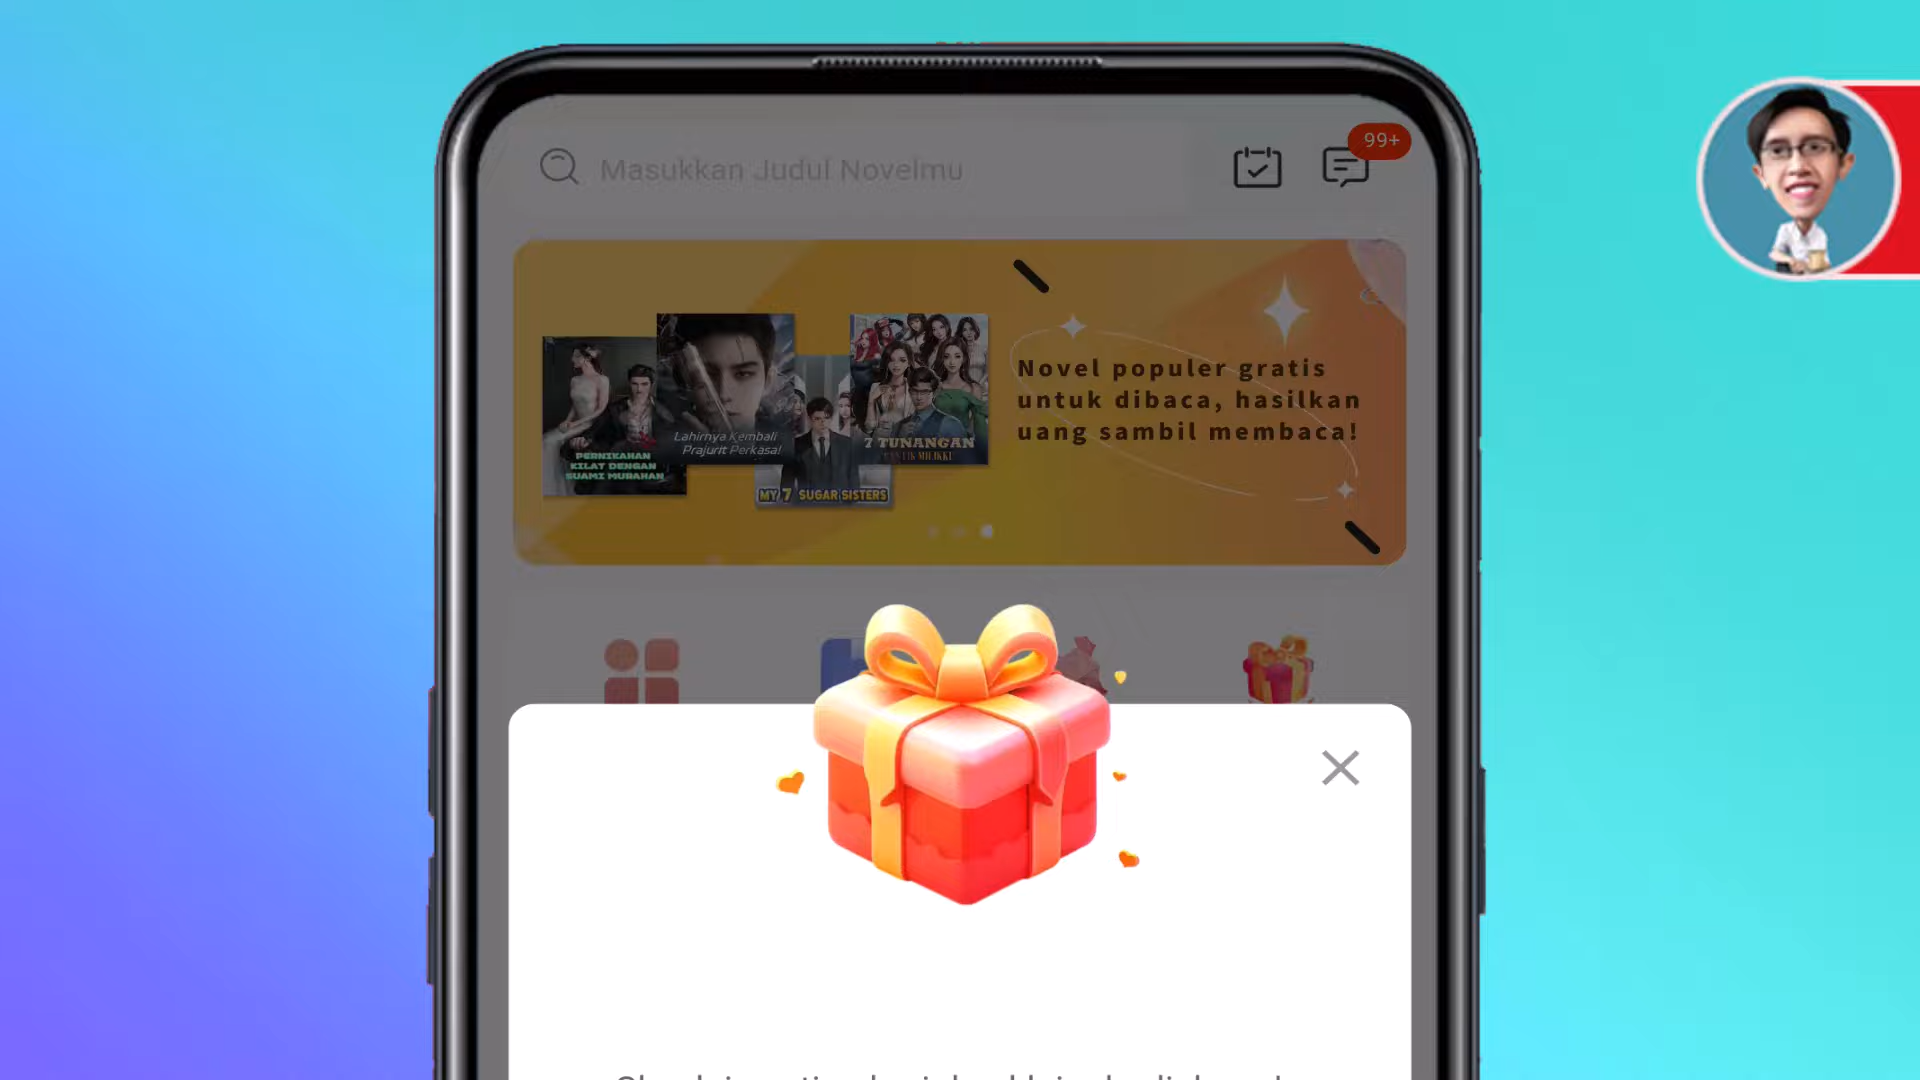 99+
Masukkan Judul Novelmu
Novel populer gratis
untuk dibaca, hasilkan
uang sambil membaca!
Lahirnya Kembali
Prajurit Perkasa!
PERNIKAHAN
KILAT DENGAN
SUAMI MURAHAN
7 TUNANGAN
MY 7 SUGAR SISTERS